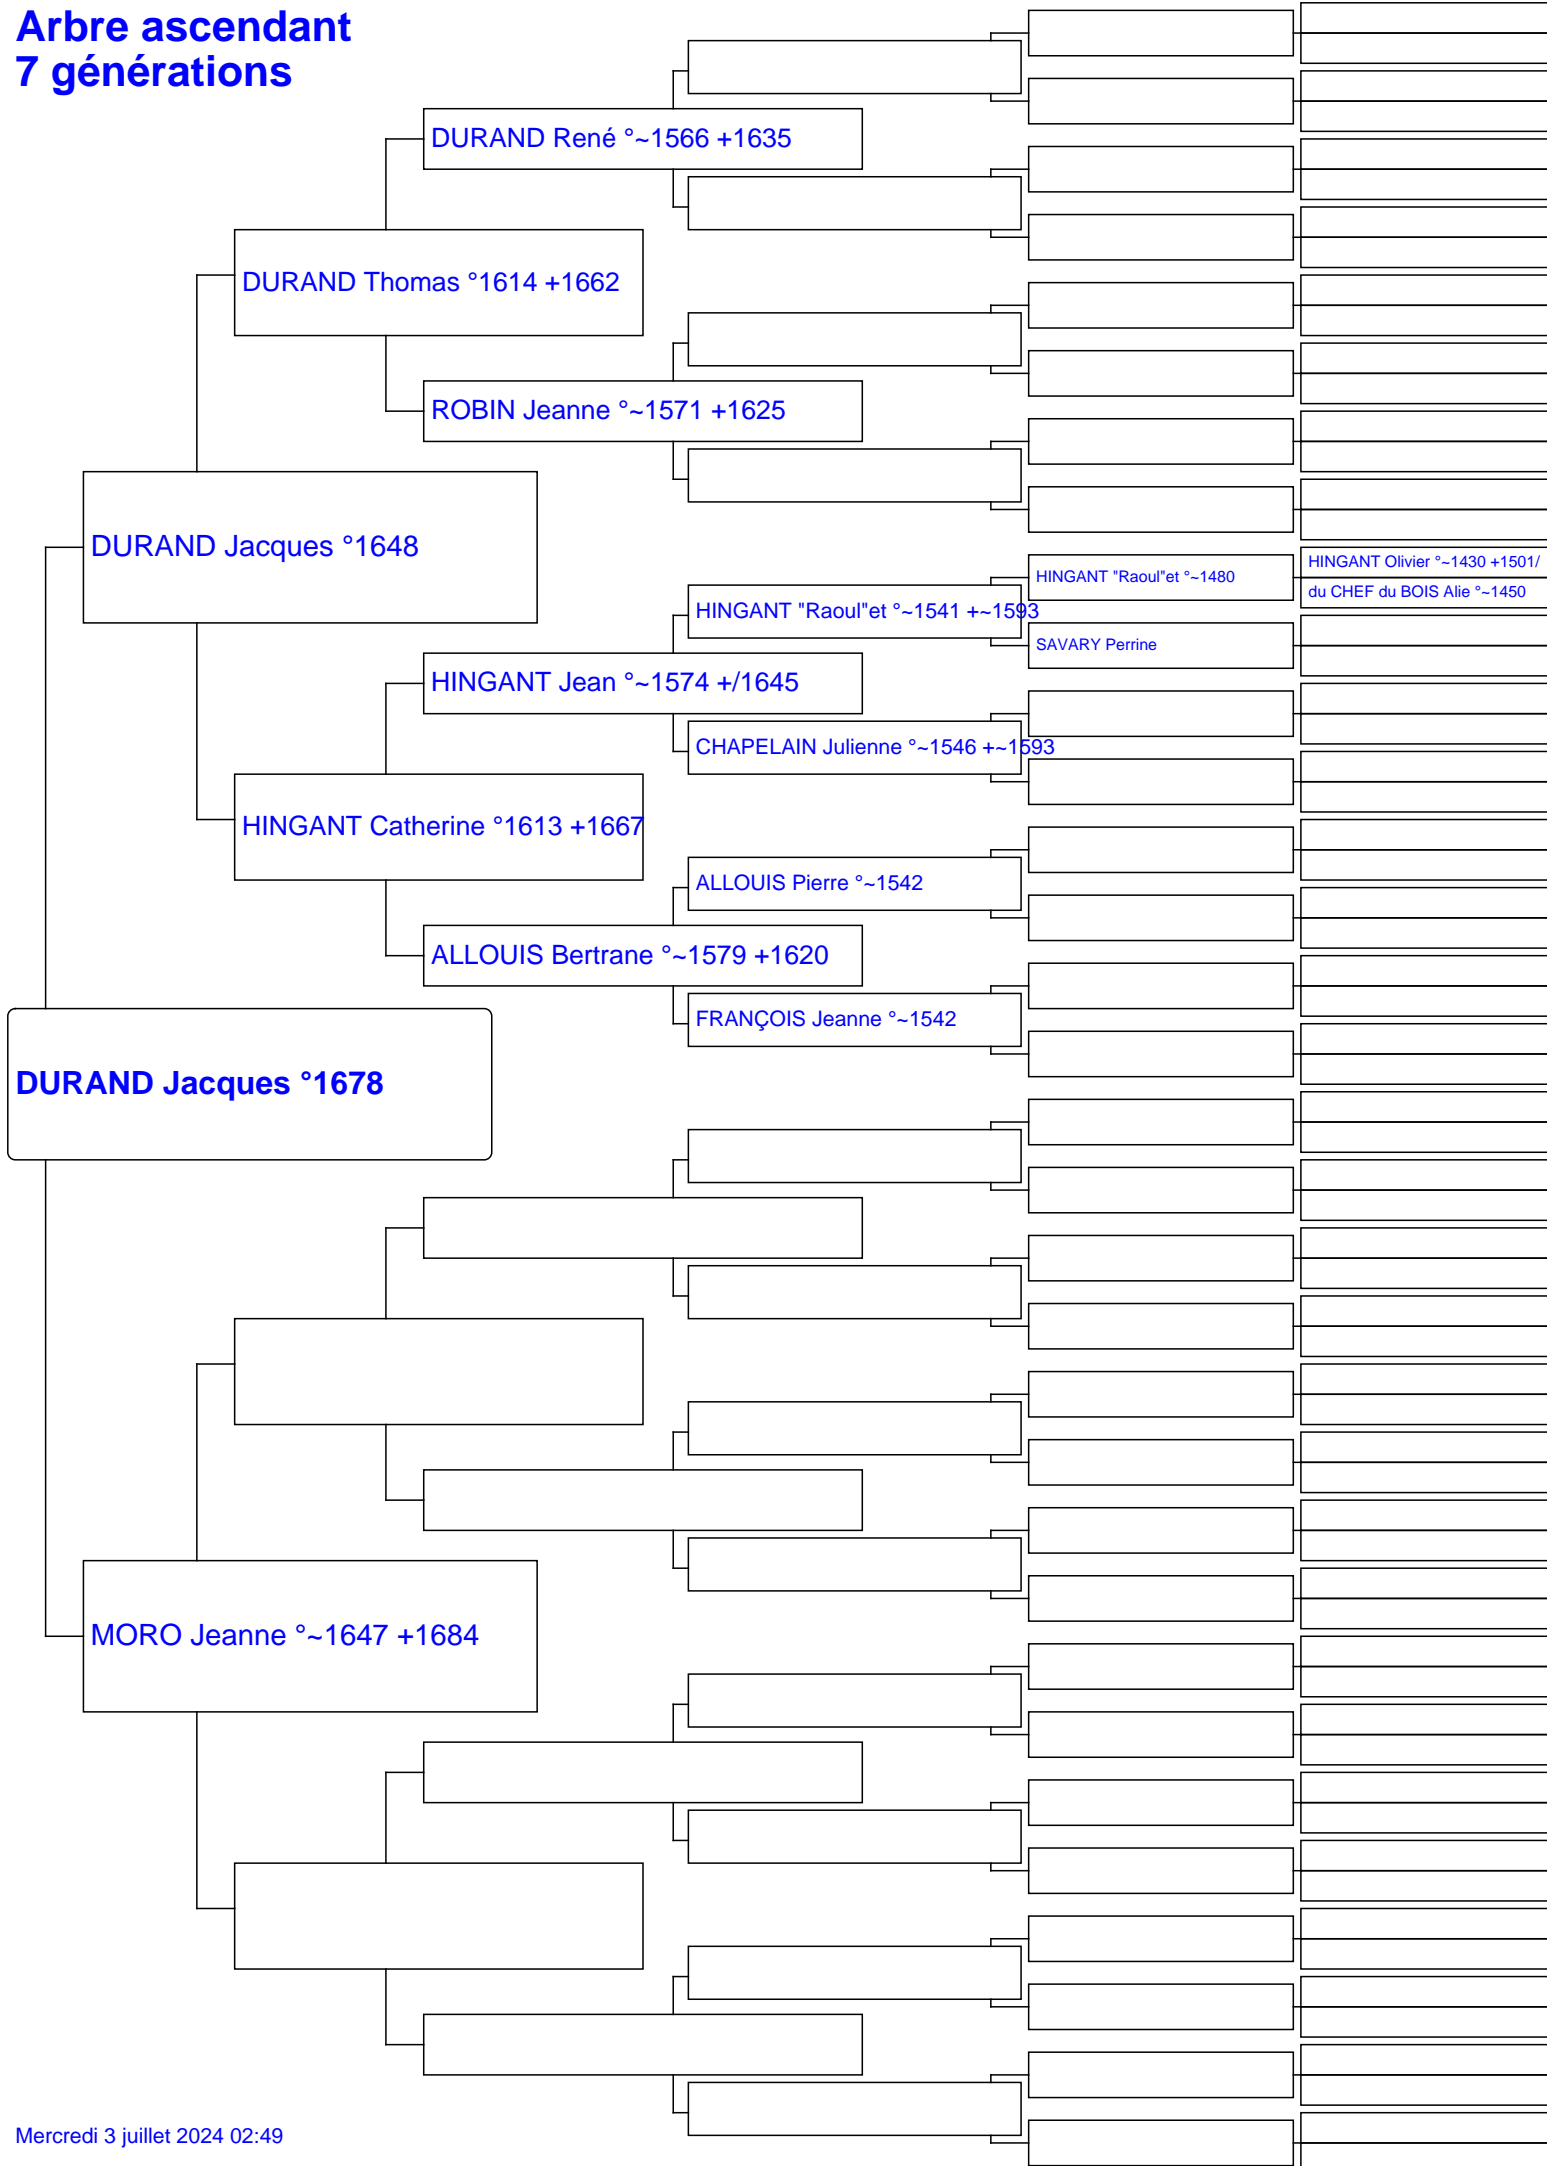 Arbre ascendant
7 générations
DURAND René °~1566 +1635
DURAND Thomas °1614 +1662
ROBIN Jeanne °~1571 +1625
DURAND Jacques °1648
HINGANT Olivier °~1430 +1501/
HINGANT "Raoul"et °~1480
du CHEF du BOIS Alie °~1450
HINGANT "Raoul"et °~1541 +~1593
SAVARY Perrine
HINGANT Jean °~1574 +/1645
CHAPELAIN Julienne °~1546 +~1593
HINGANT Catherine °1613 +1667
ALLOUIS Pierre °~1542
ALLOUIS Bertrane °~1579 +1620
FRANÇOIS Jeanne °~1542
DURAND Jacques °1678
MORO Jeanne °~1647 +1684
Mercredi 3 juillet 2024 02:49